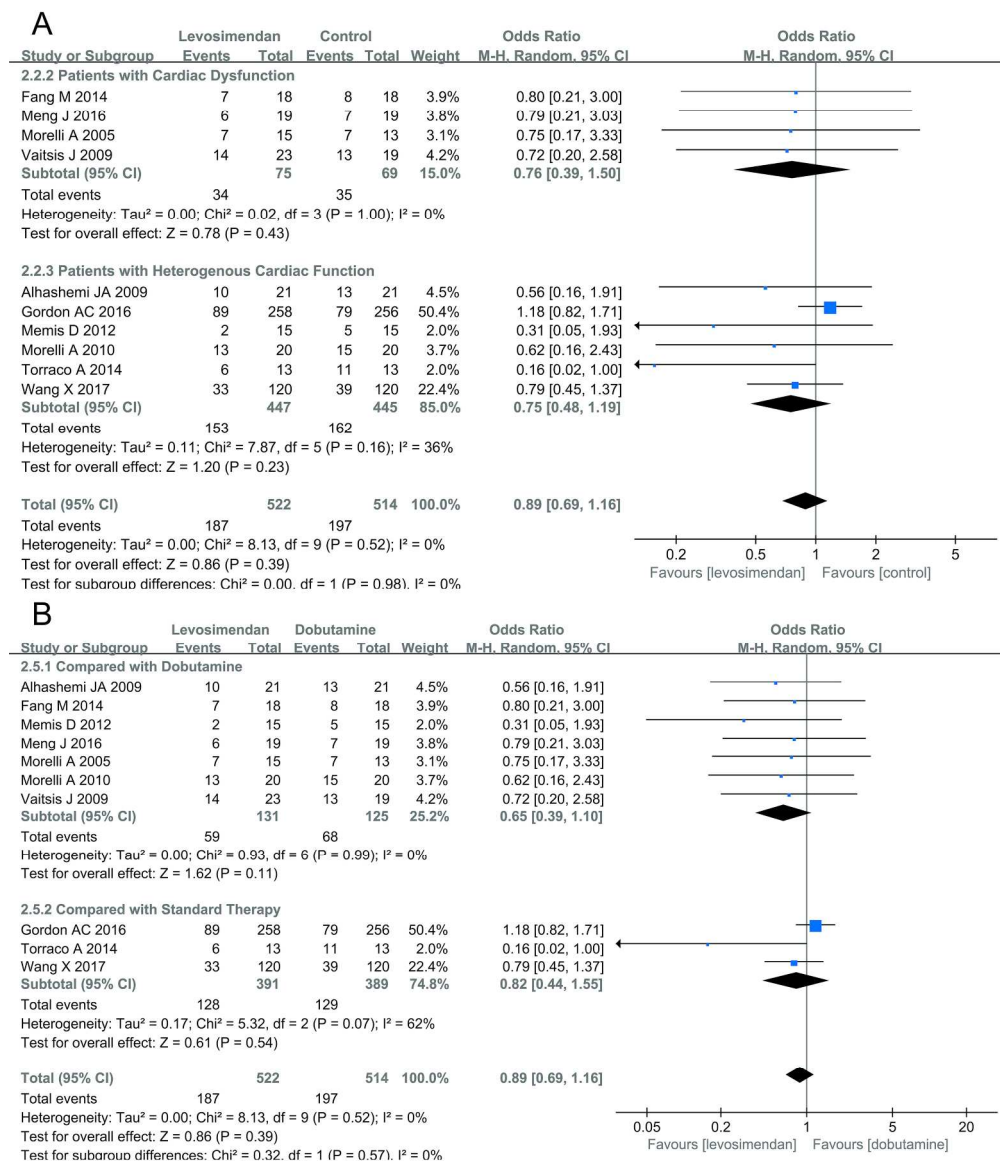 A
Levosimendan Control Odds Ratio Odds Ratio
Study or Subgroup Events Total Events Total Weight M-H. Random. 95% CI M-H. Random. 95% CI
2.2.2 Patients with Cardiac Dysfunction
Fang M 2014 7 18 8 18 3.9% 0.80 [0.21, 3.00]
Meng J 2016 6 19 7 19 3.8% 0.79 [0.21, 3.03]
Morelli A 2005 7 15 7 13 3.1% 0.75 [0.17, 3.33]
Vaitsis J 2009 14 23 13 19 4.2% 0.72 [0.20, 2.58]
Subtotal (95% CI) 75 69 15.0% 0.76 [0.39, 1.50]
Total events 34 35
Heterogeneity: Tau² = 0.00; Chi² = 0.02, df = 3 (P = 1.00); I² = 0%
Test for overall effect: Z = 0.78 (P = 0.43)
2.2.3 Patients with Heterogenous Cardiac Function
Alhashemi JA 2009 10 21 13 21 4.5% 0.56 [0.16, 1.91]
Gordon AC 2016 89 258 79 256 50.4% 1.18 [0.82, 1.71]
Memis D 2012 2 15 5 15 2.0% 0.31 [0.05, 1.93]
Morelli A 2010 13 20 15 20 3.7% 0.62 [0.16, 2.43]
Torraco A 2014 6 13 11 13 2.0% 0.16 [0.02, 1.00]
Wang X 2017 33 120 39 120 22.4% 0.79 [0.45, 1.37]
Subtotal (95% CI) 447 445 85.0% 0.75 [0.48, 1.19]
Total events 153 162
Heterogeneity: Tau² = 0.11; Chi² = 7.87, df = 5 (P = 0.16); I² = 36%
Test for overall effect: Z = 1.20 (P = 0.23)
Total (95% CI) 522 514 100.0% 0.89 [0.69, 1.16]
Total events 187 197
Heterogeneity: Tau² = 0.00; Chi² = 8.13, df = 9 (P = 0.52); I² = 0%
Test for overall effect: Z = 0.86 (P = 0.39)
Test for subgroup differences: Chi² = 0.00. df = 1 (P = 0.98). I² = 0%
0.2 0.5 1 2 5
Favours [levosimendan] Favours [control]
B
Levosimendan Dobutamine Odds Ratio Odds Ratio
Study or Subgroup Events Total Events Total Weight M-H. Random. 95% CI M-H. Random. 95% CI
2.5.1 Compared with Dobutamine
Alhashemi JA 2009 10 21 13 21 4.5% 0.56 [0.16, 1.91]
Fang M 2014 7 18 8 18 3.9% 0.80 [0.21, 3.00]
Memis D 2012 2 15 5 15 2.0% 0.31 [0.05, 1.93]
Meng J 2016 6 19 7 19 3.8% 0.79 [0.21, 3.03]
Morelli A 2005 7 15 7 13 3.1% 0.75 [0.17, 3.33]
Morelli A 2010 13 20 15 20 3.7% 0.62 [0.16, 2.43]
Vaitsis J 2009 14 23 13 19 4.2% 0.72 [0.20, 2.58]
Subtotal (95% CI) 131 125 25.2% 0.65 [0.39, 1.10]
Total events 59 68
Heterogeneity: Tau² = 0.00; Chi² = 0.93, df = 6 (P = 0.99); I² = 0%
Test for overall effect: Z = 1.62 (P = 0.11)
2.5.2 Compared with Standard Therapy
Gordon AC 2016 89 258 79 256 50.4% 1.18 [0.82, 1.71]
Torraco A 2014 6 13 11 13 2.0% 0.16 [0.02, 1.00]
Wang X 2017 33 120 39 120 22.4% 0.79 [0.45, 1.37]
Subtotal (95% CI) 391 389 74.8% 0.82 [0.44, 1.55]
Total events 128 129
Heterogeneity: Tau² = 0.17; Chi² = 5.32, df = 2 (P = 0.07); I² = 62%
Test for overall effect: Z = 0.61 (P = 0.54)
Total (95% CI) 522 514 100.0% 0.89 [0.69, 1.16]
Total events 187 197
Heterogeneity: Tau² = 0.00; Chi² = 8.13, df = 9 (P = 0.52); I² = 0%
Test for overall effect: Z = 0.86 (P = 0.39)
Test for subgroup differences: Chi² = 0.32. df = 1 (P = 0.57). I² = 0%
0.05 0.2 1 5 20
Favours [levosimendan] Favours [dobutamine]